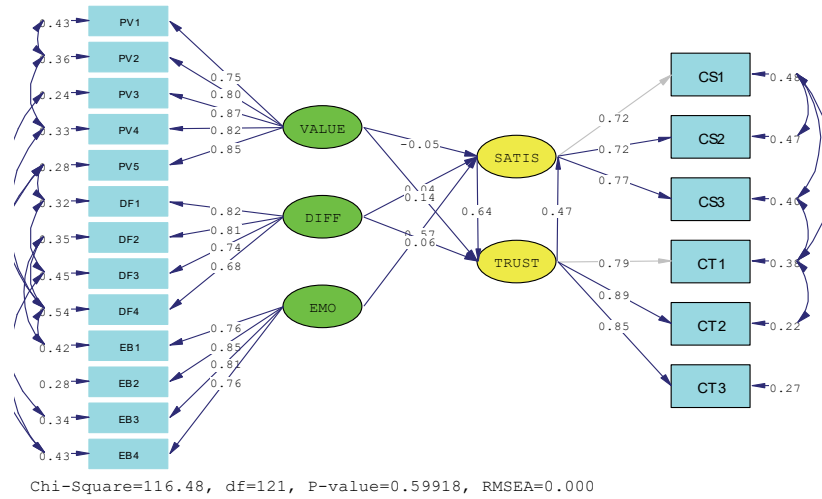 0.43 PV1
0.36 PV2
0.24 PV3
0.33 PV4
0.28 PV5
0.32 DF1
0.35 DF2
0.45 DF3
0.54 DF4
0.42 EB1
0.28 EB2
0.34 EB3
0.43 EB4
0.75
0.80
0.87
0.82
0.85
0.82
0.81
0.74
0.68
0.76
0.85
0.81
0.76
VALUE
DIFF
EMO
-0.05
0.04
0.14
0.57
0.06
SATIS
0.64 0.47
TRUST
0.72
0.72
0.77
0.79
0.89
0.85
CS1 0.48
CS2 0.47
CS3 0.40
CT1 0.38
CT2 0.22
CT3 0.27
Chi-Square=116.48, df=121, P-value=0.59918, RMSEA=0.000